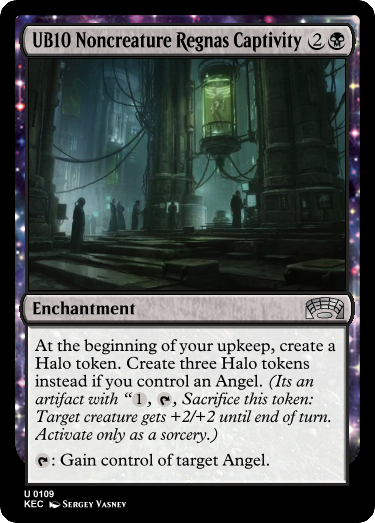 UB10 Noncreature Regnas Captivity 2
Enchantment
At the beginning of your upkeep, create a
Halo token. Create three Halo tokens
instead if you control an Angel. (Its an
artifact with “1, , Sacrifice this token:
Target creature gets +2/+2 until end of turn.
Activate only as a sorcery.)
: Gain control of target Angel.
U 0109
KEC Sergey Vasnev